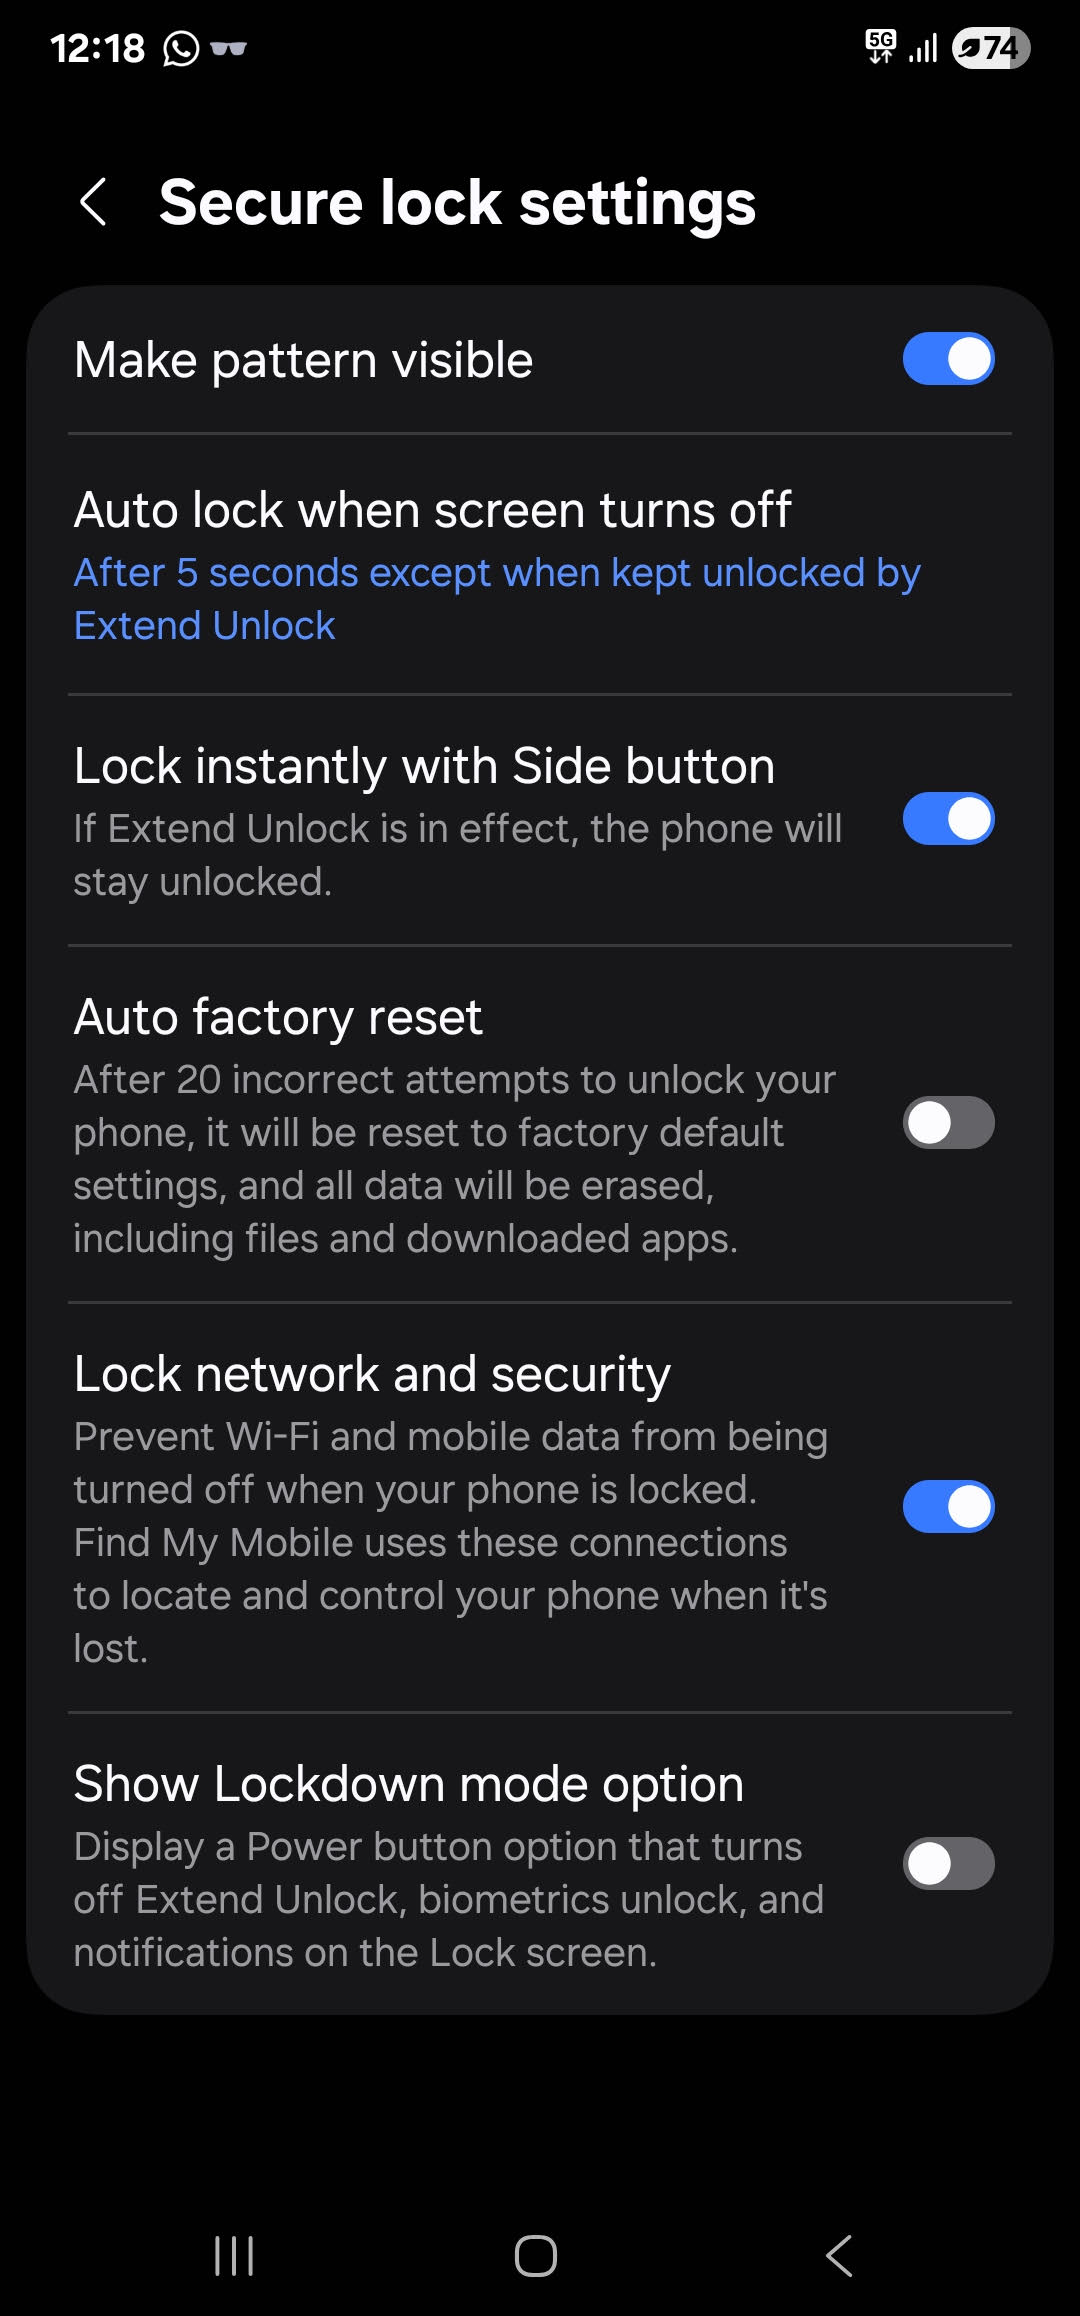 12:18
5G
74
Secure lock settings
Make pattern visible
Auto lock when screen turns off
After 5 seconds except when kept unlocked by
Extend Unlock
Lock instantly with Side button
If Extend Unlock is in effect, the phone will
stay unlocked.
Auto factory reset
After 20 incorrect attempts to unlock your
phone, it will be reset to factory default
settings, and all data will be erased,
including files and downloaded apps.
Lock network and security
Prevent Wi-Fi and mobile data from being
turned off when your phone is locked.
Find My Mobile uses these connections
to locate and control your phone when it's
lost.
Show Lockdown mode option
Display a Power button option that turns
off Extend Unlock, biometrics unlock, and
notifications on the Lock screen.